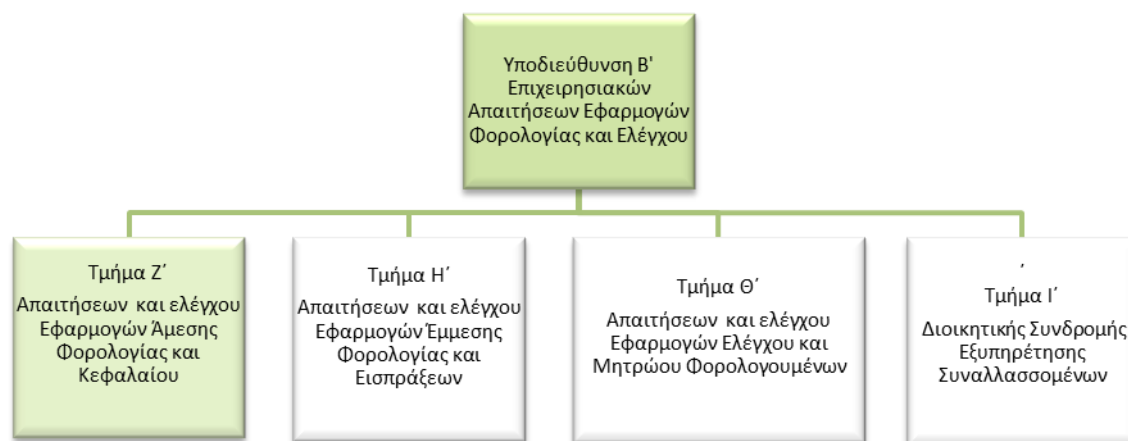 Υποδιεύθυνση Β'
Επιχειρησιακών
Απαιτήσεων Εφαρμογών
Φορολογίας και Ελέγχου
Τμήμα Ζ΄
Απαιτήσεων και ελέγχου
Εφαρμογών Άμεσης
Φορολογίας και
Κεφαλαίου
Τμήμα Η΄
Απαιτήσεων και ελέγχου
Εφαρμογών Έμμεσης
Φορολογίας και
Εισπράξεων
Τμήμα Θ΄
Απαιτήσεων και ελέγχου
Εφαρμογών Ελέγχου και
Μητρώου Φορολογουμένων
΄
Τμήμα Ι΄
Διοικητικής Συνδρομής
Εξυπηρέτησης
Συναλλασσομένων